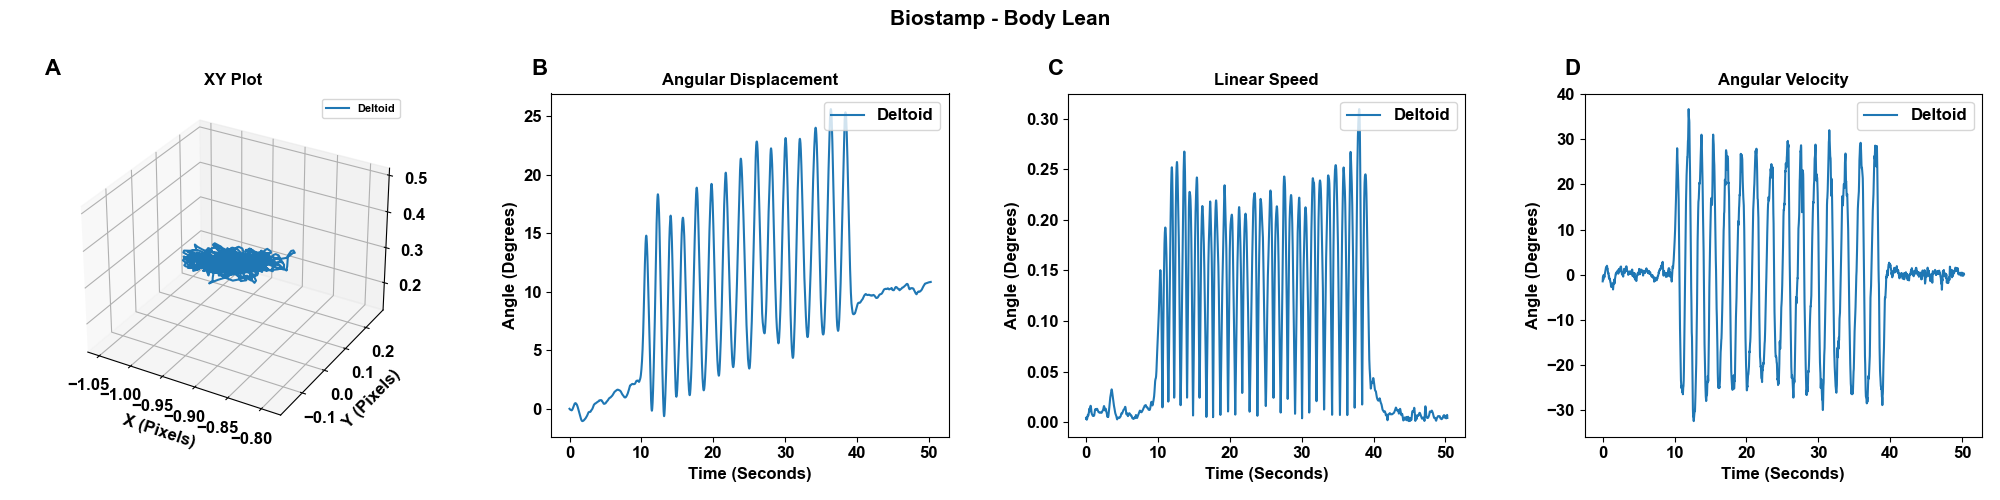 Biostamp - Body Lean
A
XY Plot
Deltoid
0.5
0.4
0.3
0.2
0.2
0.1
0.0
−0.1
Y (Pixels)
−1.05
−1.00
−0.95
−0.90
−0.85
−0.80
X (Pixels)
B
Angular Displacement
Deltoid
25
20
15
10
5
0
Angle (Degrees)
0 10 20 30 40 50
Time (Seconds)
C
Linear Speed
Deltoid
0.30
0.25
0.20
0.15
0.10
0.05
0.00
Angle (Degrees)
0 10 20 30 40 50
Time (Seconds)
D
Angular Velocity
Deltoid
40
30
20
10
0
−10
−20
−30
Angle (Degrees)
0 10 20 30 40 50
Time (Seconds)